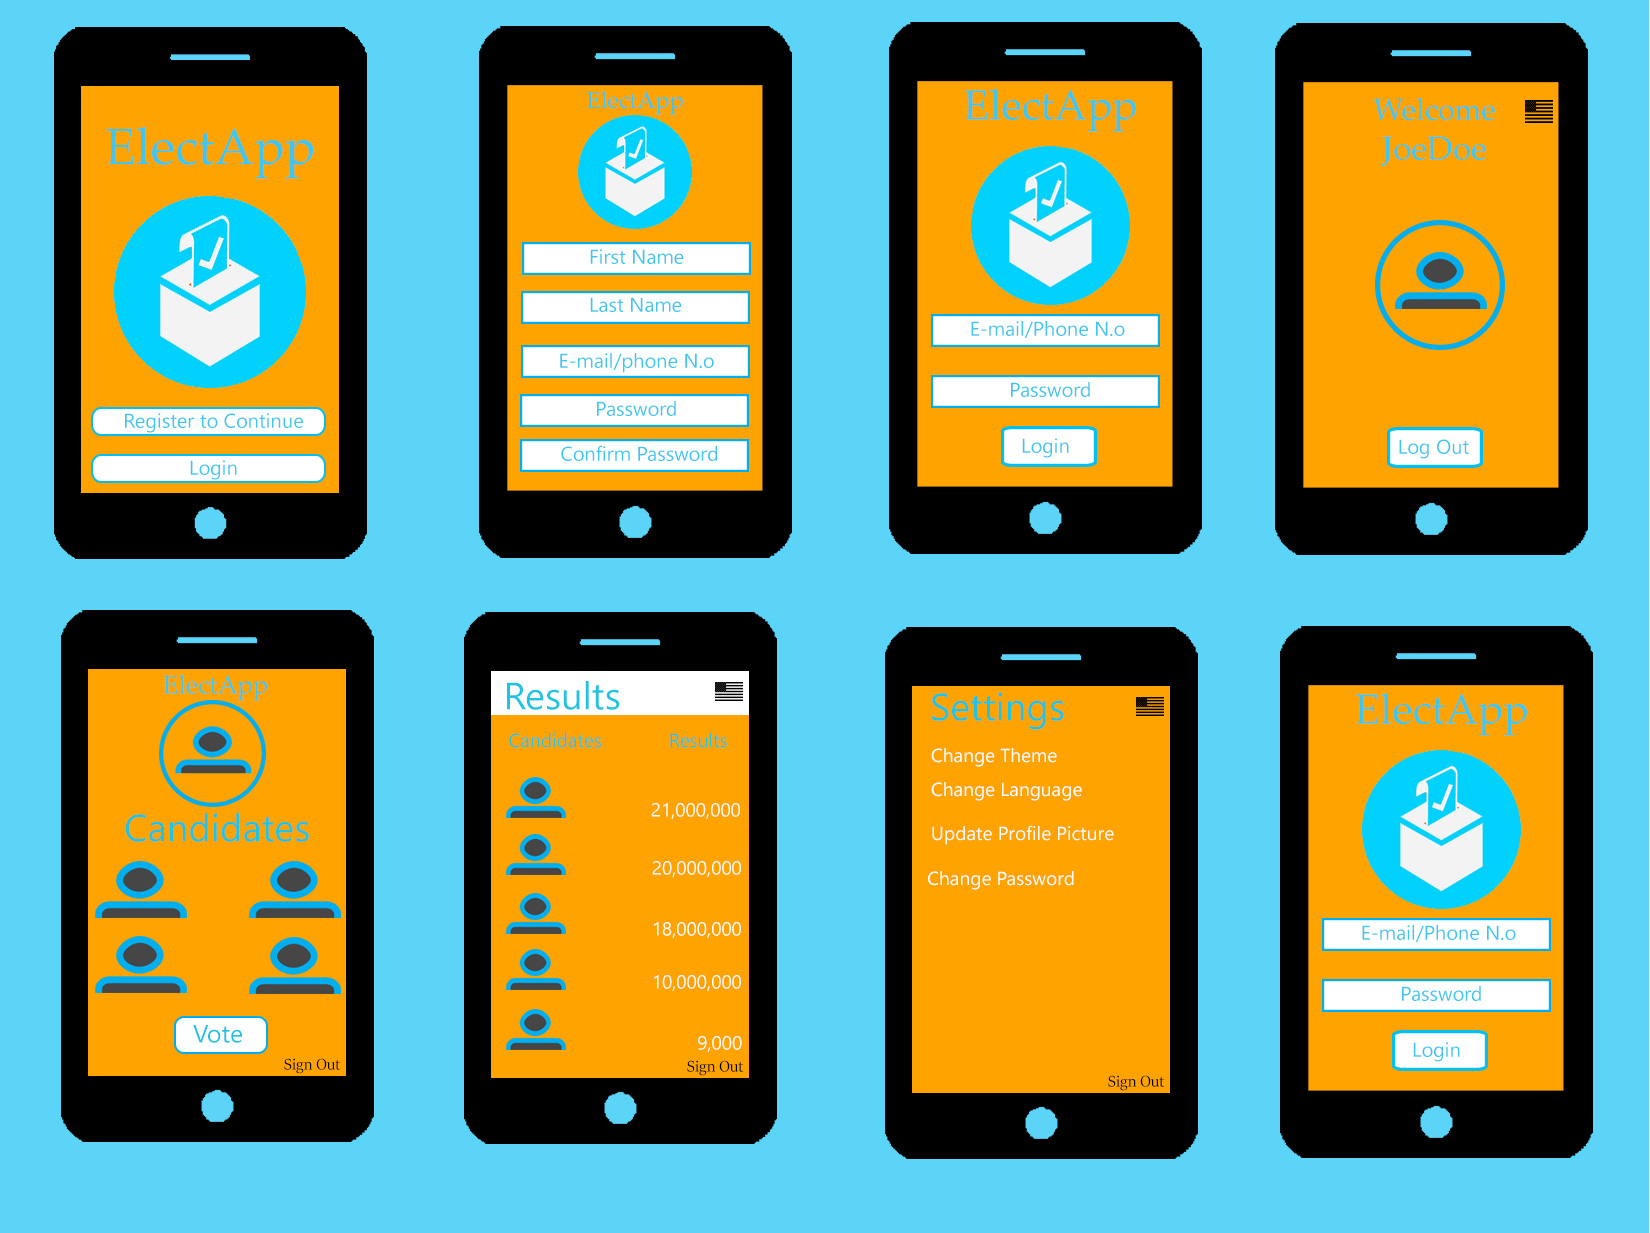 ElectApp
Register to Continue
Login
ElectApp
First Name
Last Name
E-mail/phone N.o
Password
Confirm Password
ElectApp
E-mail/Phone N.o
Password
Login
Welcome
JoeDoe
Log Out
ElectApp
Candidates
Vote
Sign Out
Results
Candidates Results
21,000,000
20,000,000
18,000,000
10,000,000
9,000
Sign Out
Settings
Change Theme
Change Language
Update Profile Picture
Change Password
Sign Out
ElectApp
E-mail/Phone N.o
Password
Login